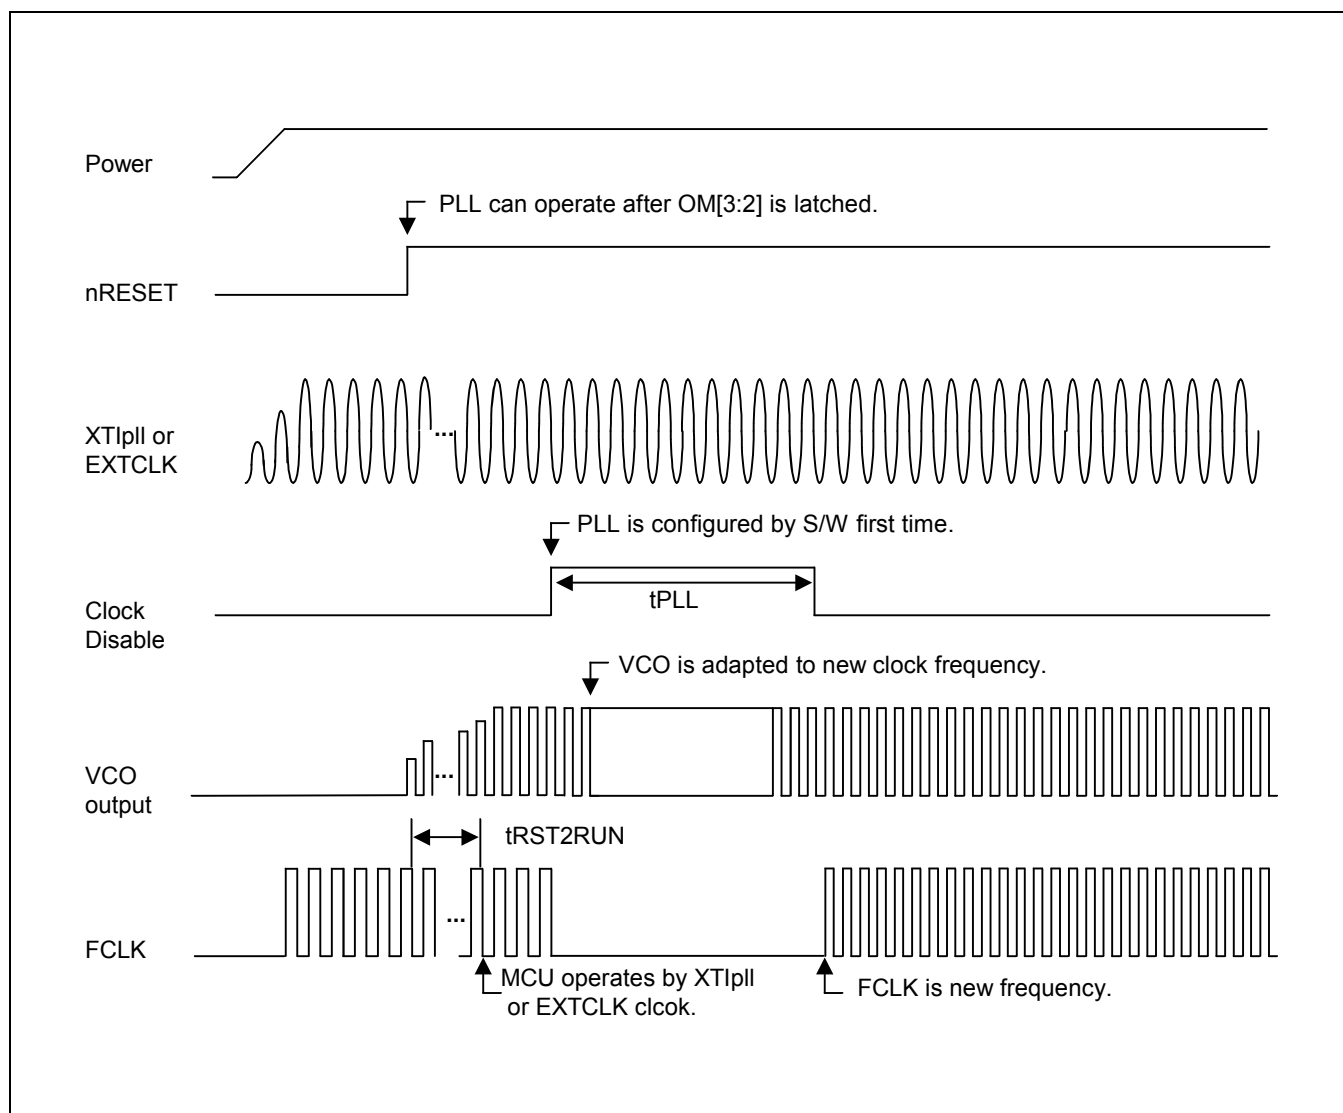 Power
PLL can operate after OM[3:2] is latched.
nRESET
XTIpll or
EXTCLK
...
PLL is configured by S/W first time.
tPLL
Clock
Disable
VCO is adapted to new clock frequency.
VCO
output
...
tRST2RUN
FCLK
...
MCU operates by XTIpll
or EXTCLK clcok.
FCLK is new frequency.